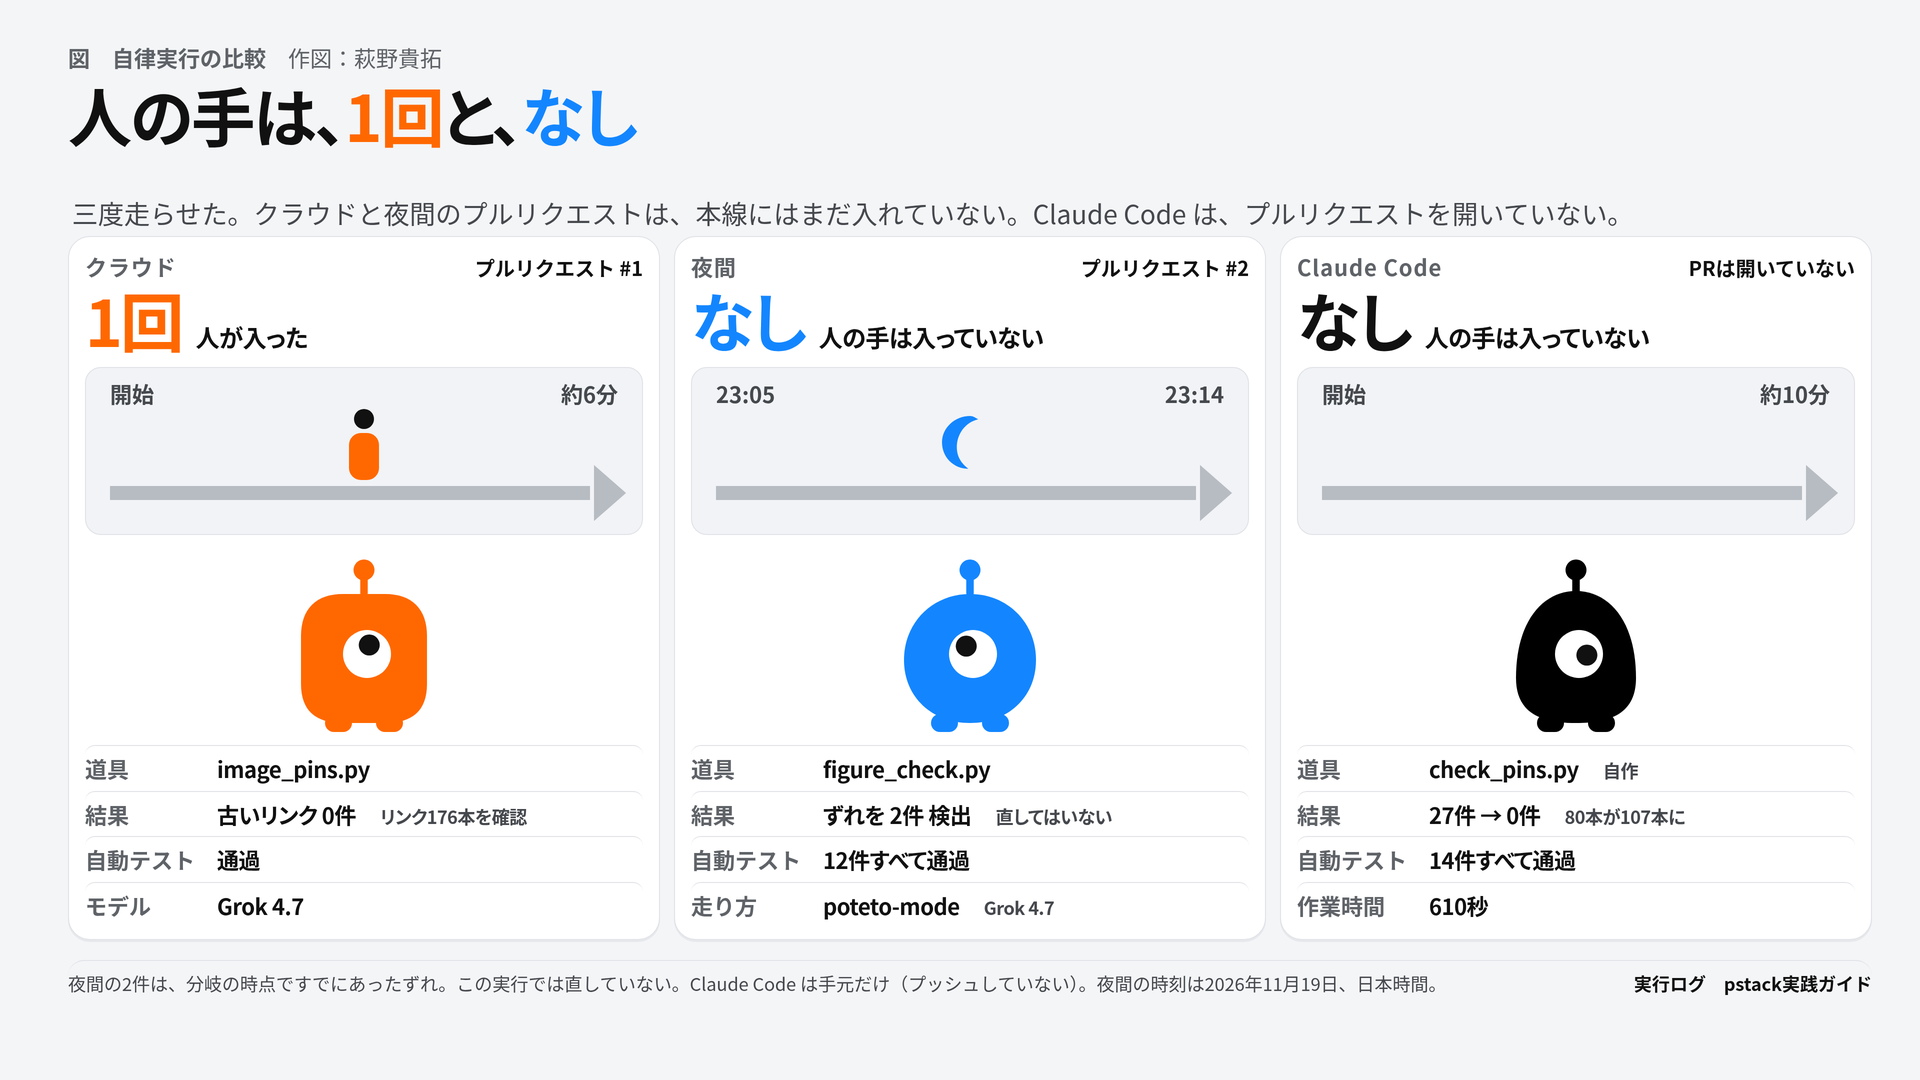 図　自律実行の比較　作図：萩野貴拓
人の手は、1回と、なし
三度走らせた。クラウドと夜間のプルリクエストは、本線にはまだ入れていない。Claude Code は、プルリクエストを開いていない。
クラウド　プルリクエスト #1
1回 人が入った
開始　約6分
道具　image_pins.py
結果　古いリンク 0件　リンク176本を確認
自動テスト　通過
モデル　Grok 4.7
夜間　プルリクエスト #2
なし 人の手は入っていない
23:05　23:14
道具　figure_check.py
結果　ずれを 2件 検出　直してはいない
自動テスト　12件すべて通過
走り方　poteto-mode　Grok 4.7
Claude Code　PRは開いていない
なし 人の手は入っていない
開始　約10分
道具　check_pins.py　自作
結果　27件 → 0件　80本が107本に
自動テスト　14件すべて通過
作業時間　610秒
夜間の2件は、分岐の時点ですでにあったずれ。この実行では直していない。Claude Code は手元だけ（プッシュしていない）。夜間の時刻は2026年11月19日、日本時間。
実行ログ　pstack実践ガイド